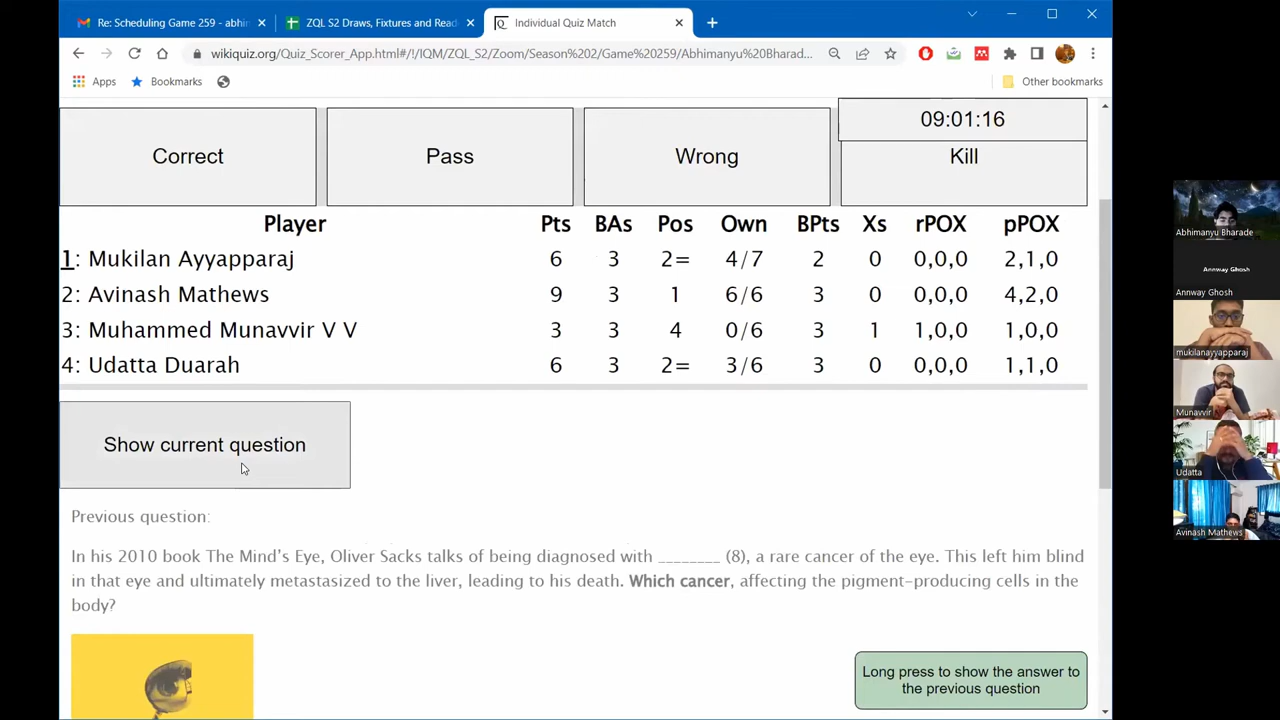 Re: Scheduling Game 259 - abhin
ZQL S2 Draws, Fixtures and Read
Individual Quiz Match
wikiquiz.org/Quiz_Scorer_App.html#/!/IQM/ZQL_S2/Zoom/Season%202/Game%20259/Abhimanyu%20Bharad...
Apps
Bookmarks
Other bookmarks
09:01:16
Correct
Pass
Wrong
Kill
Player Pts BAs Pos Own BPts Xs rPOX pPOX
1: Mukilan Ayyapparaj 6 3 2= 4/7 2 0 0,0,0 2,1,0
2: Avinash Mathews 9 3 1 6/6 3 0 0,0,0 4,2,0
3: Muhammed Munavvir V V 3 3 4 0/6 3 1 1,0,0 1,0,0
4: Udatta Duarah 6 3 2= 3/6 3 0 0,0,0 1,1,0
Show current question
Previous question:
In his 2010 book The Mind's Eye, Oliver Sacks talks of being diagnosed with ________ (8), a rare cancer of the eye. This left him blind
in that eye and ultimately metastasized to the liver, leading to his death. Which cancer, affecting the pigment-producing cells in the
body?
Long press to show the answer to
the previous question
Abhimanyu Bharade
Annway Ghosh
Annway Ghosh
mukilanayyapparaj
Munavvir
Udatta
Avinash Mathews